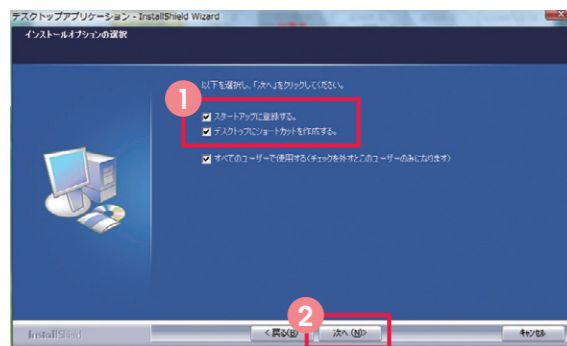 デスクトップアプリケーション - InstallShield Wizard
インストールオプションの選択
以下を選択し、「次へ」をクリックしてください。
1
スタートアップに登録する。
デスクトップにショートカットを作成する。
すべてのユーザーで使用する(チェックを外すとこのユーザーのみになります)
2
InstallShield
< 戻る(B)
次へ (N)>
キャンセル